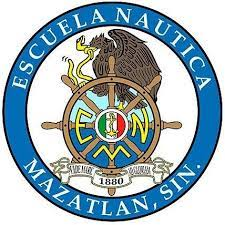 ESCUELA NAUTICA
MAZATLAN, SIN.
E N M
1880